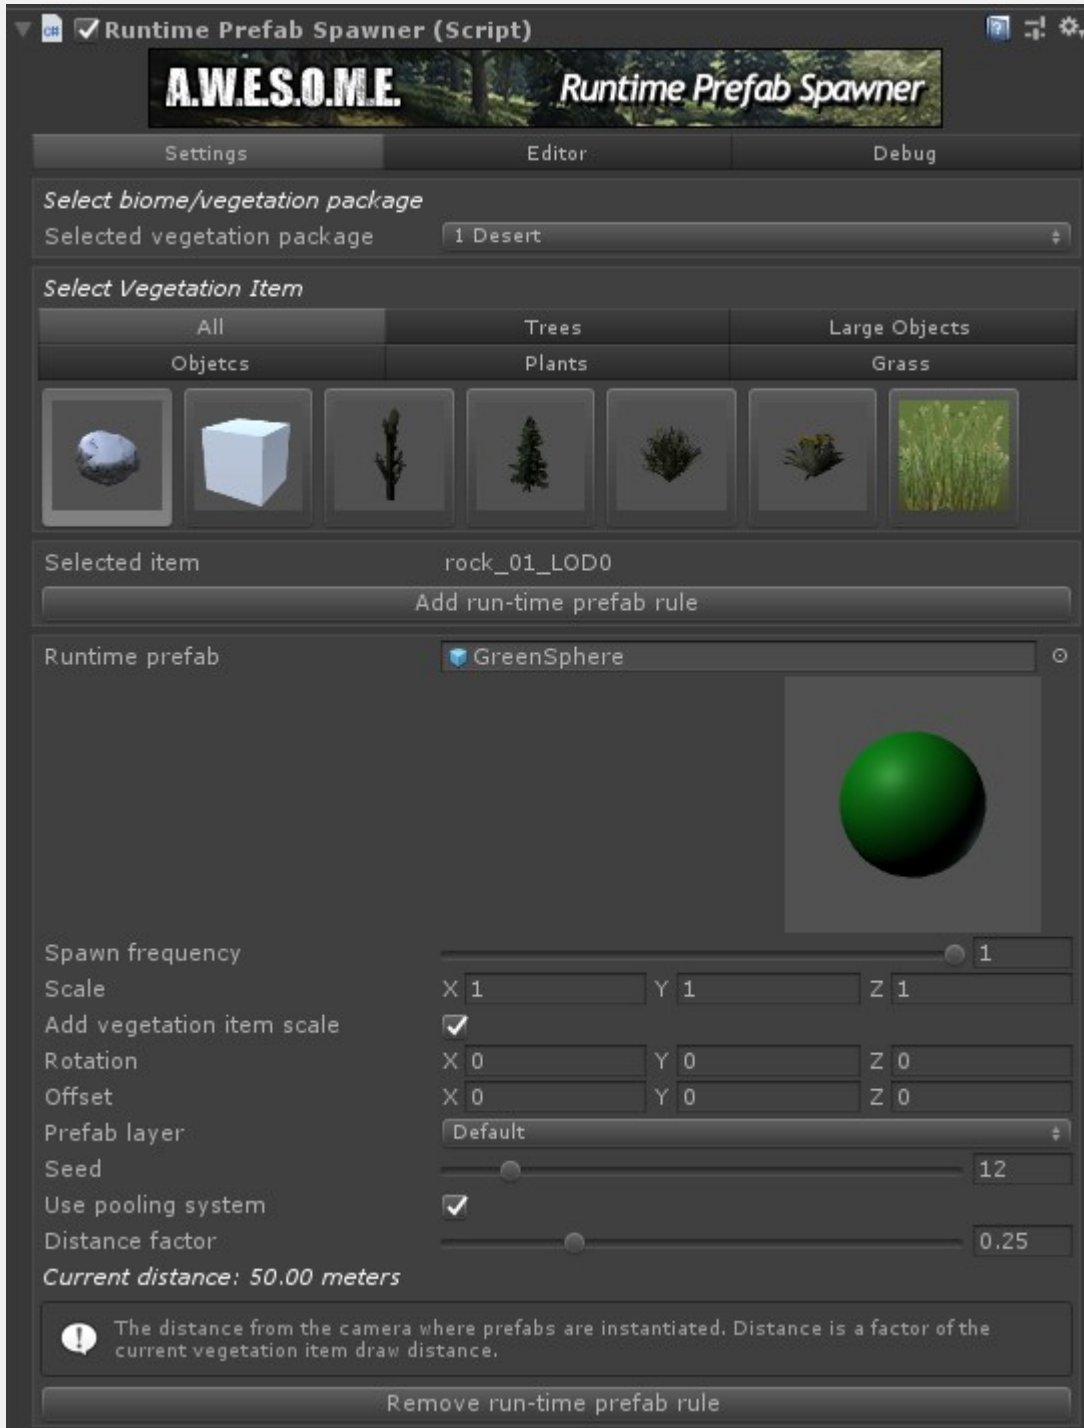 Runtime Prefab Spawner (Script)
A.W.E.S.O.M.E. Runtime Prefab Spawner
Settings Editor Debug
Select biome/vegetation package
Selected vegetation package 1 Desert
Select Vegetation Item
All Trees Large Objects
Objetcs Plants Grass
Selected item rock_01_LOD0
Add run-time prefab rule
Runtime prefab GreenSphere
Spawn frequency 1
Scale X 1 Y 1 Z 1
Add vegetation item scale
Rotation X 0 Y 0 Z 0
Offset X 0 Y 0 Z 0
Prefab layer Default
Seed 12
Use pooling system
Distance factor 0.25
Current distance: 50.00 meters
The distance from the camera where prefabs are instantiated. Distance is a factor of the
current vegetation item draw distance.
Remove run-time prefab rule